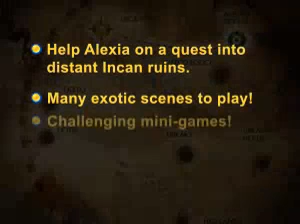 Help Alexia on a quest into
distant Incan ruins.
Many exotic scenes to play!
Challenging mini-games!